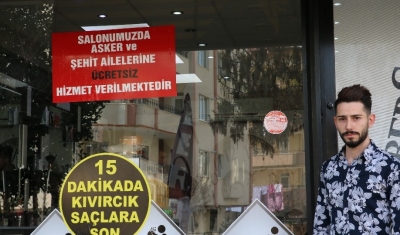 SALONUMUZDA
ASKER ve
ŞEHİT AİLELERİNE
ÜCRETSİZ
HİZMET VERİLMEKTEDİR
15
DAKİKADA
KIVIRCIK
SAÇLARA
SON